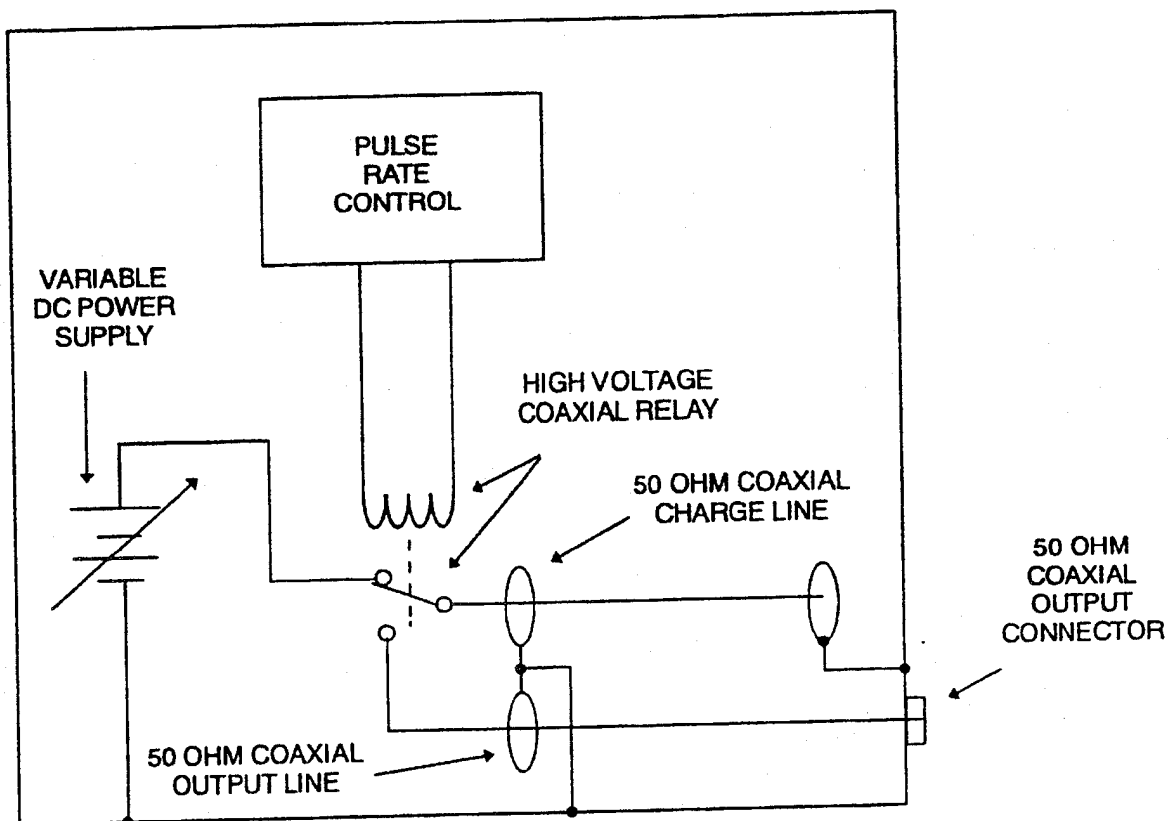 PULSE
RATE
CONTROL
VARIABLE
DC POWER
SUPPLY
HIGH VOLTAGE
COAXIAL RELAY
50 OHM COAXIAL
CHARGE LINE
50 OHM
COAXIAL
OUTPUT
CONNECTOR
50 OHM COAXIAL
OUTPUT LINE